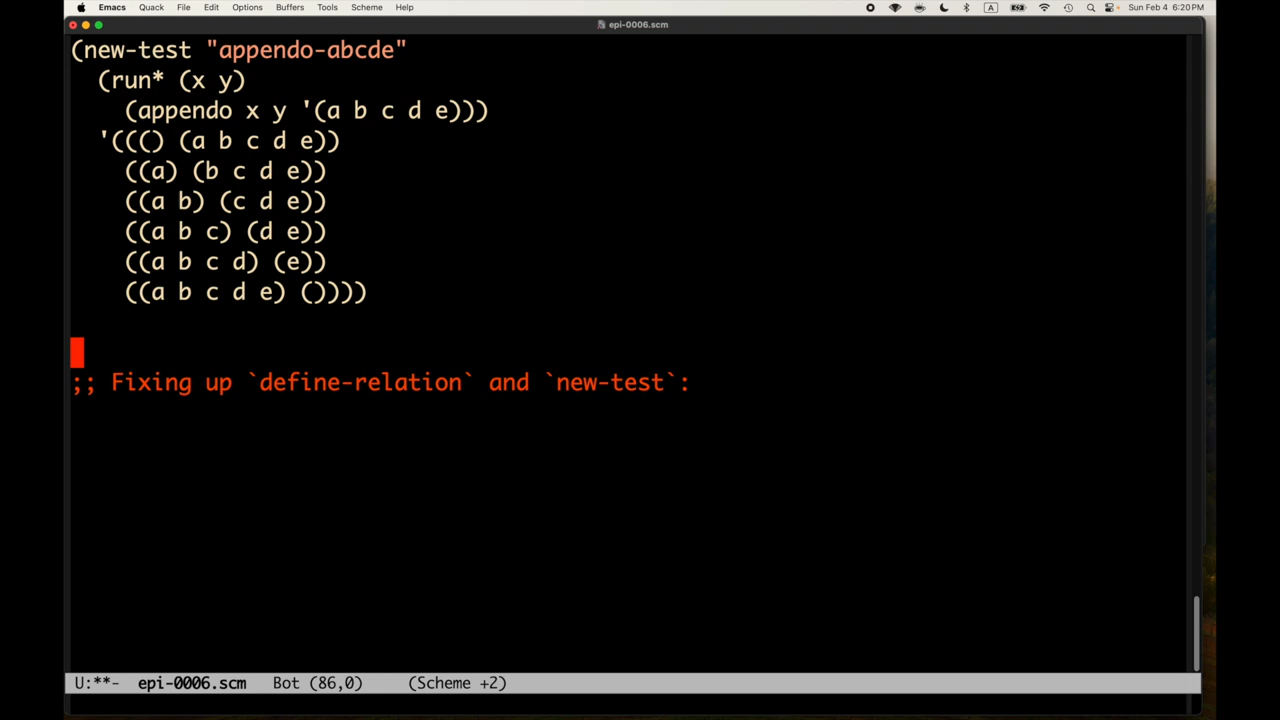 Emacs Quack File Edit Options Buffers Tools Scheme Help A Sun Feb 4 6:20 PM
epi-0006.scm
(new-test "appendo-abcde"
(run* (x y)
(appendo x y '(a b c d e)))
'((() (a b c d e))
((a) (b c d e))
((a b) (c d e))
((a b c) (d e))
((a b c d) (e))
((a b c d e) ())))
;; Fixing up `define-relation` and `new-test`:
U:**- epi-0006.scm Bot (86,0) (Scheme +2)